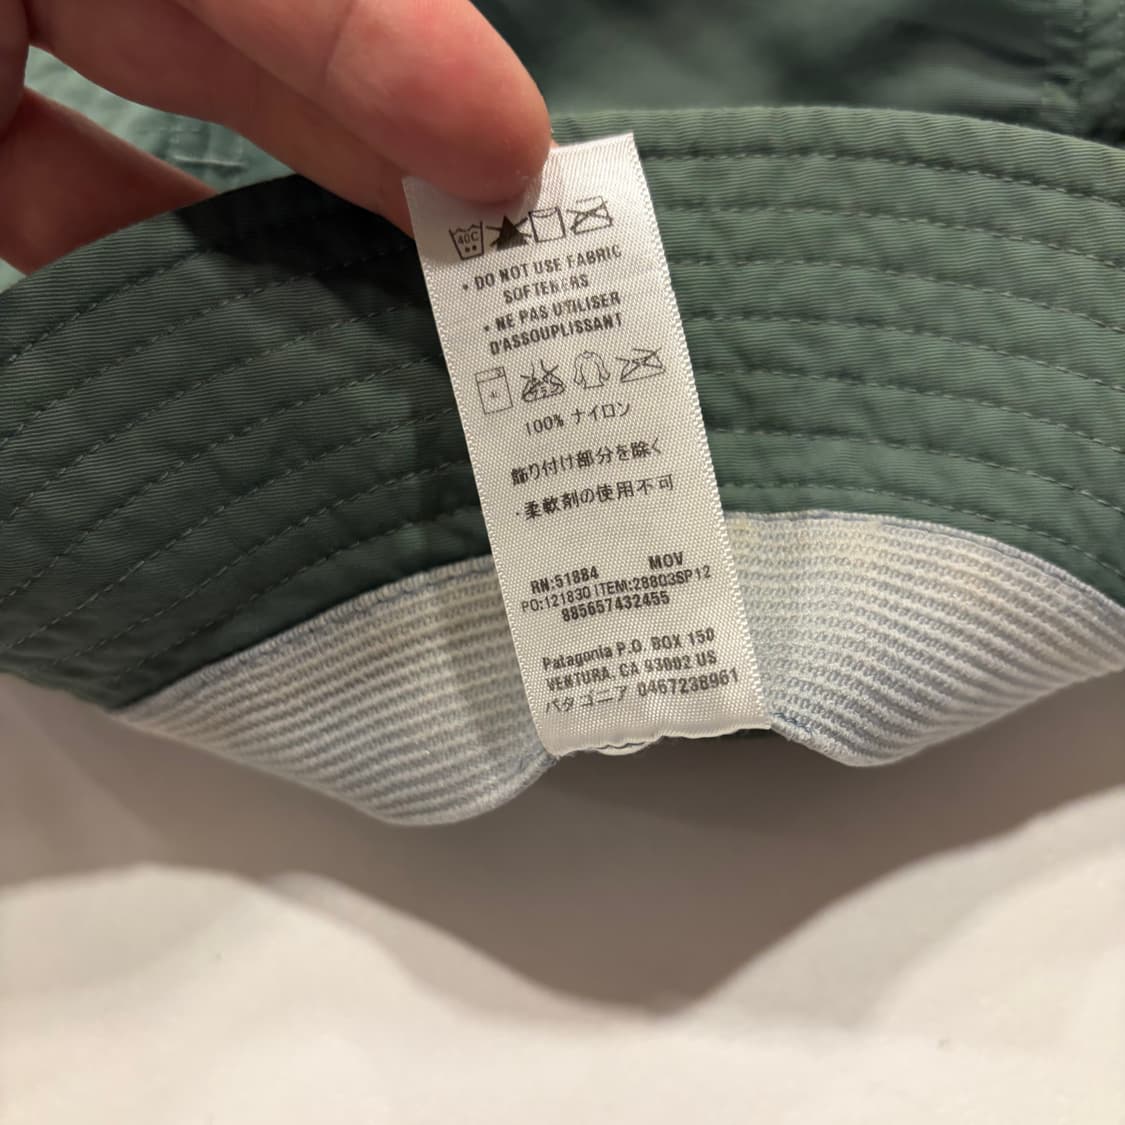 40C
• DO NOT USE FABRIC
SOFTENERS
• NE PAS UTILISER
D'ASSOUPLISSANT
100% ナイロン
飾り付け部分を除く
・柔軟剤の使用不可
RN:51884 MOV
PO:121830 ITEM:28803SP12
885657432455
Patagonia P.O. BOX 150
VENTURA, CA 93002 US
パタゴニア 0467238961